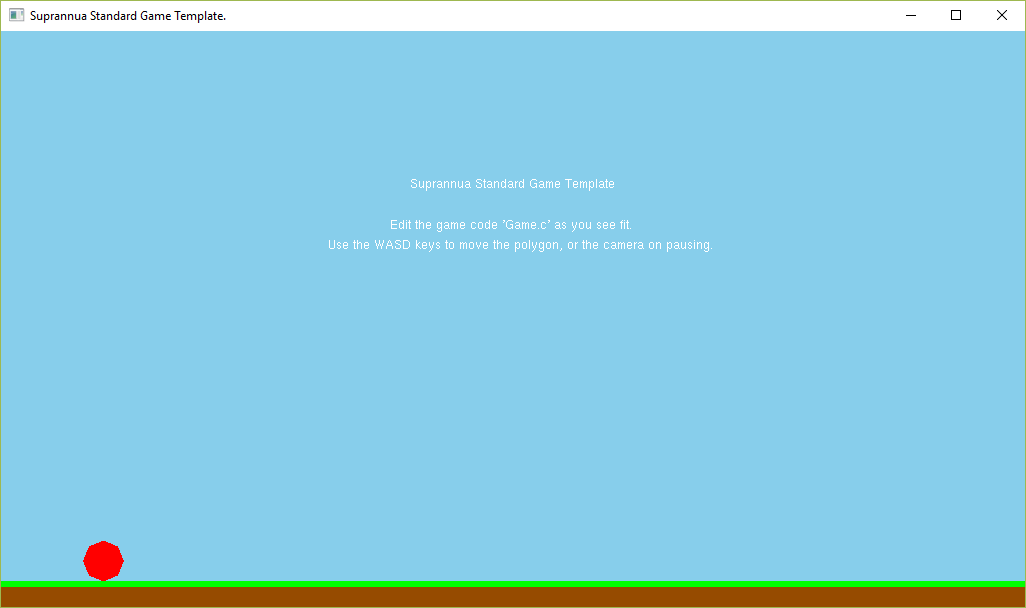 Suprannua Standard Game Template.
Suprannua Standard Game Template
Edit the game code 'Game.c' as you see fit.
Use the WASD keys to move the polygon, or the camera on pausing.